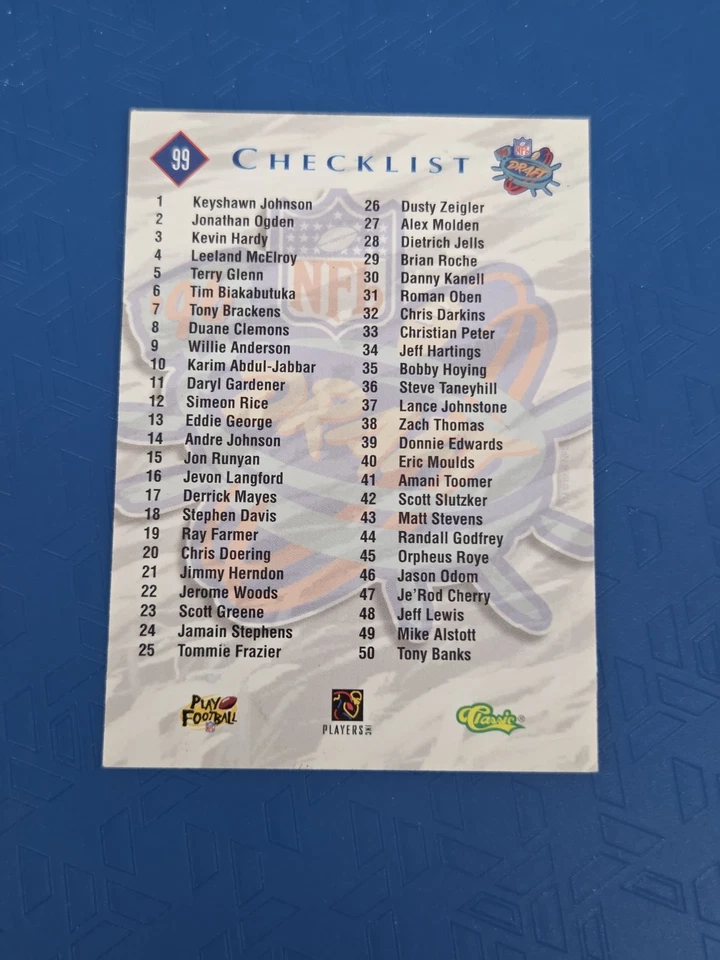 99 CHECKLIST NFL DRAFT
1 Keyshawn Johnson
2 Jonathan Ogden
3 Kevin Hardy
4 Leeland McElroy
5 Terry Glenn
6 Tim Biakabutuka
7 Tony Brackens
8 Duane Clemons
9 Willie Anderson
10 Karim Abdul-Jabbar
11 Daryl Gardener
12 Simeon Rice
13 Eddie George
14 Andre Johnson
15 Jon Runyan
16 Jevon Langford
17 Derrick Mayes
18 Stephen Davis
19 Ray Farmer
20 Chris Doering
21 Jimmy Herndon
22 Jerome Woods
23 Scott Greene
24 Jamain Stephens
25 Tommie Frazier
26 Dusty Zeigler
27 Alex Molden
28 Dietrich Jells
29 Brian Roche
30 Danny Kanell
31 Roman Oben
32 Chris Darkins
33 Christian Peter
34 Jeff Hartings
35 Bobby Hoying
36 Steve Taneyhill
37 Lance Johnstone
38 Zach Thomas
39 Donnie Edwards
40 Eric Moulds
41 Amani Toomer
42 Scott Slutzker
43 Matt Stevens
44 Randall Godfrey
45 Orpheus Roye
46 Jason Odom
47 Je'Rod Cherry
48 Jeff Lewis
49 Mike Alstott
50 Tony Banks
NFL
DRAFT
PLAY
FOOTBALL
NFL
PLAYERS INC
Classic®